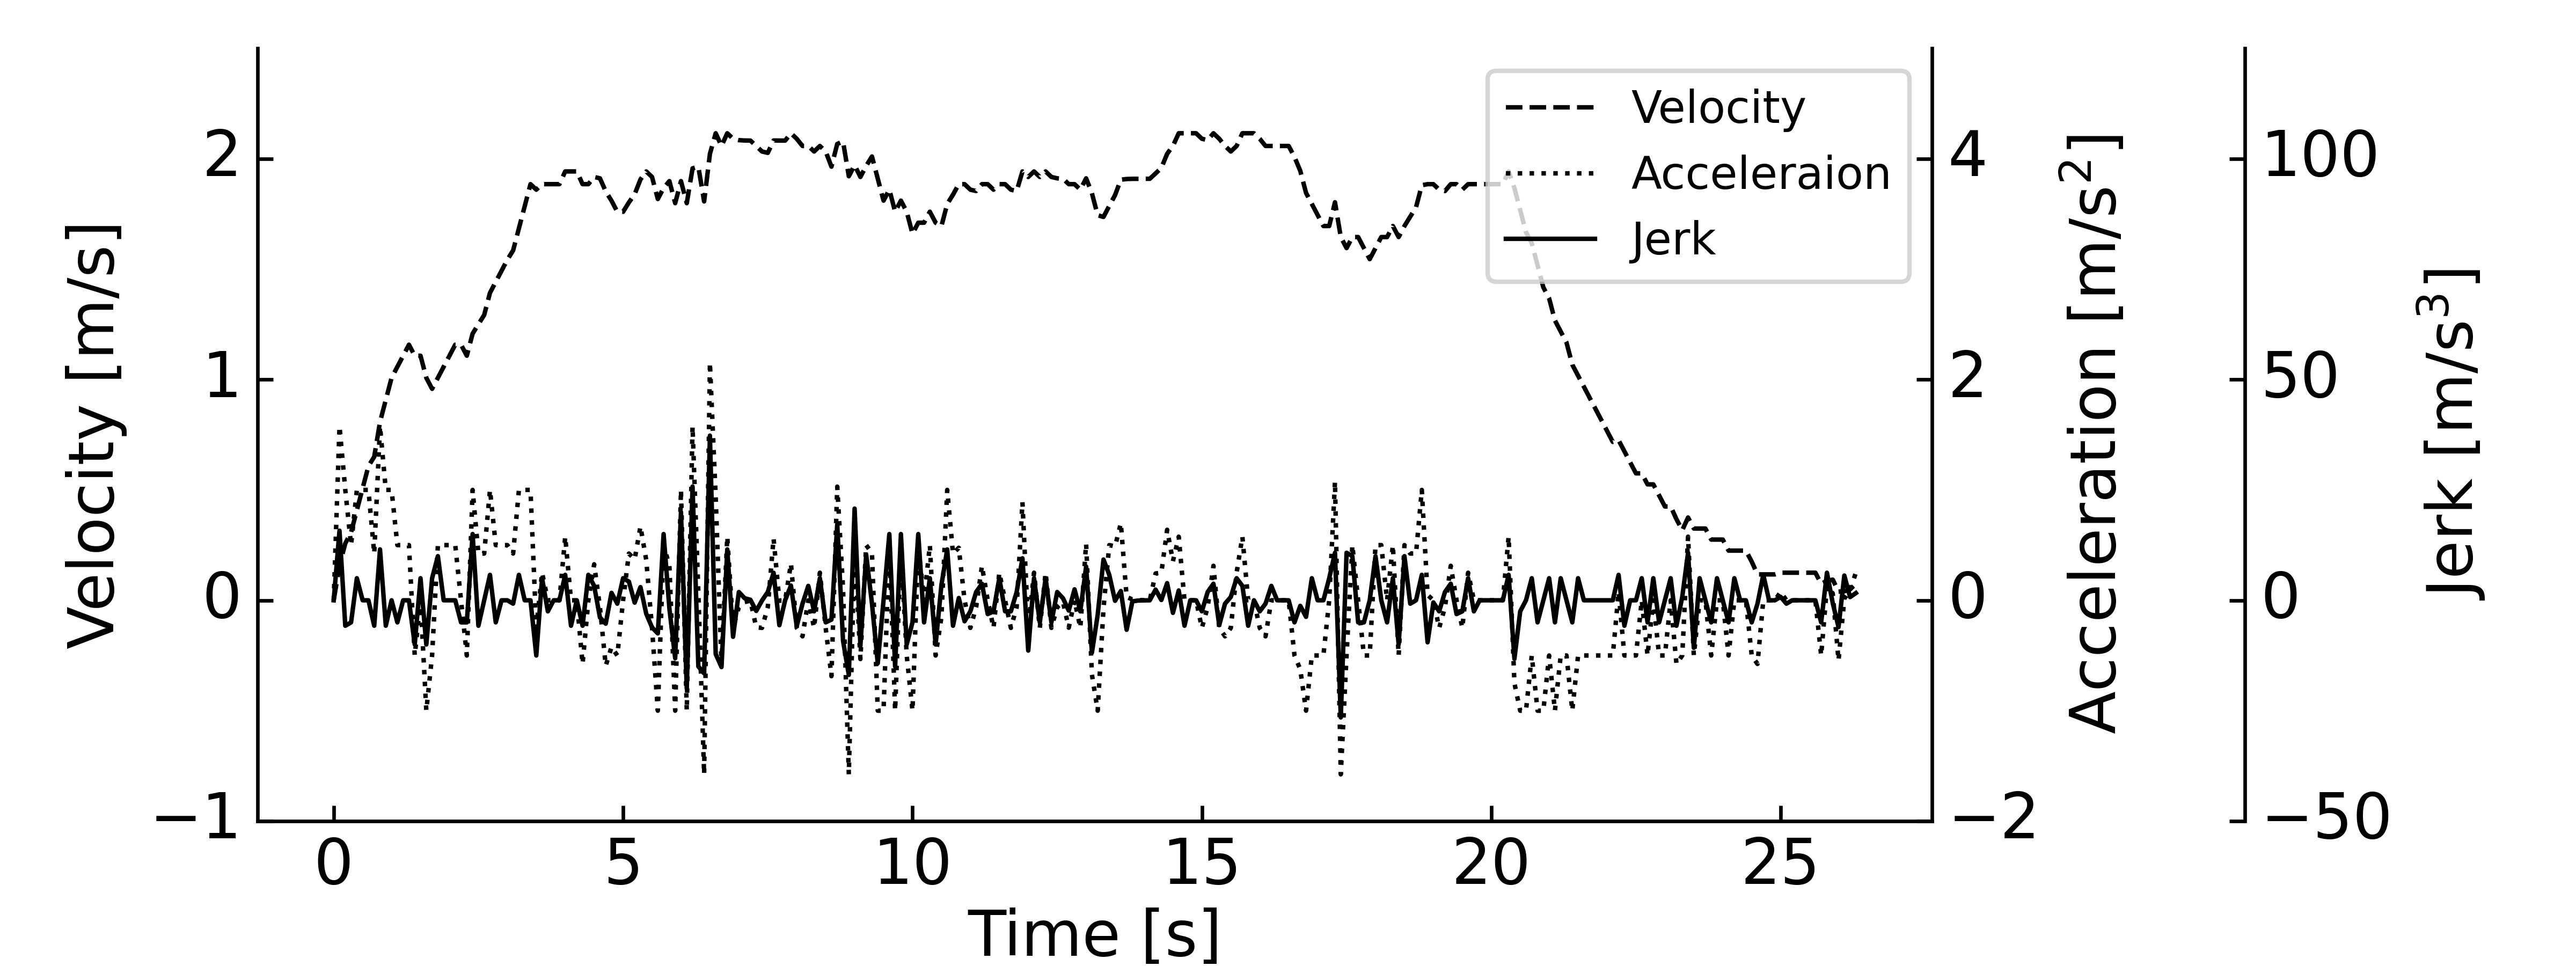 Velocity [m/s]
2
1
0
−1
Velocity
Acceleraion
Jerk
4
2
0
−2
Acceleration [m/s²]
100
50
0
−50
Jerk [m/s³]
0 5 10 15 20 25
Time [s]